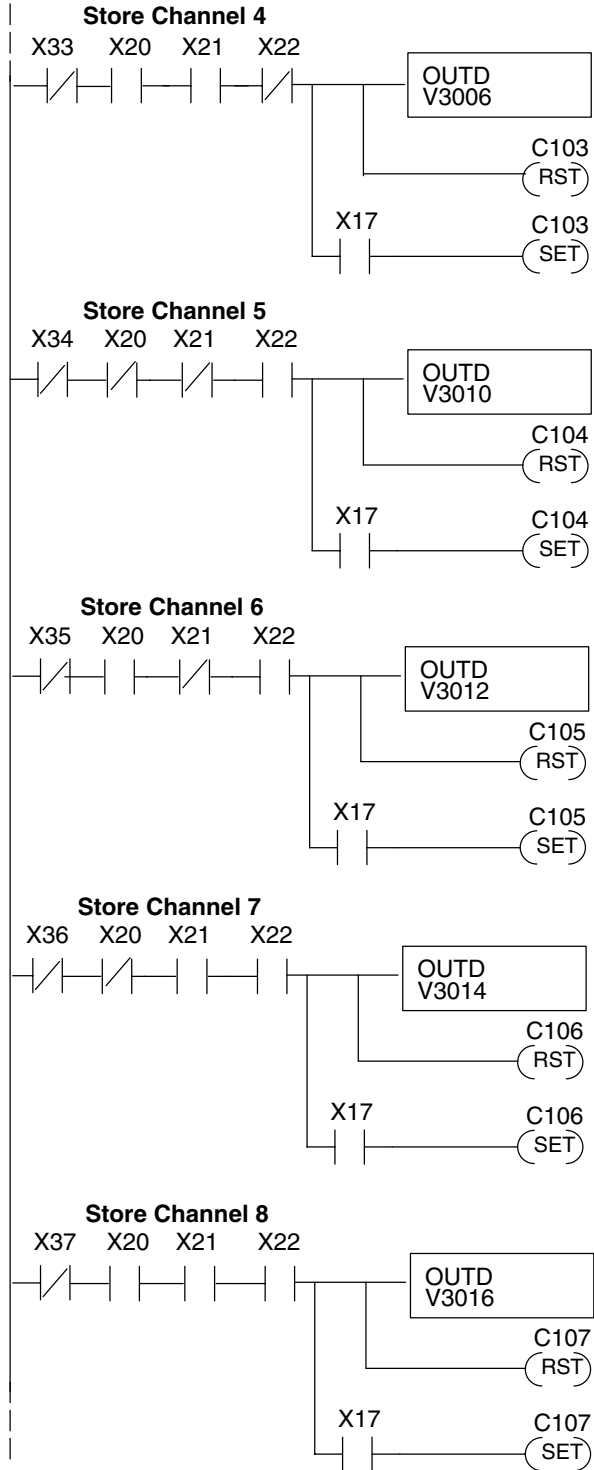 Store Channel 4
X33 X20 X21 X22
OUTD
V3006
C103
RST
X17 C103
SET
Store Channel 5
X34 X20 X21 X22
OUTD
V3010
C104
RST
X17 C104
SET
Store Channel 6
X35 X20 X21 X22
OUTD
V3012
C105
RST
X17 C105
SET
Store Channel 7
X36 X20 X21 X22
OUTD
V3014
C106
RST
X17 C106
SET
Store Channel 8
X37 X20 X21 X22
OUTD
V3016
C107
RST
X17 C107
SET